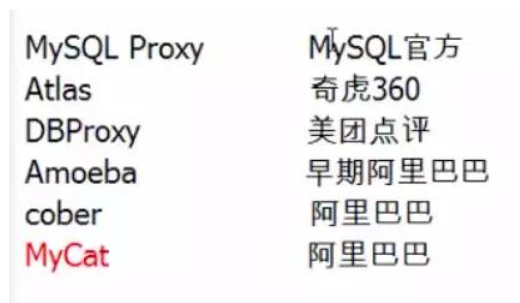 MySQL Proxy MySQL官方
Atlas 奇虎360
DBProxy 美团点评
Amoeba 早期阿里巴巴
cober 阿里巴巴
MyCat 阿里巴巴